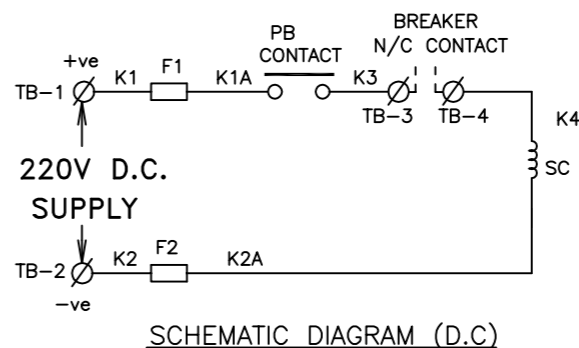 BREAKER
PB
N/C CONTACT
+ve
CONTACT
F1
K1
K1A
K3
TB-1
TB-3
TB-4
K4
220V D.C.
SC
SUPPLY
F2
TB-2
K2
K2A
-ve
SCHEMATIC DIAGRAM (D.C)